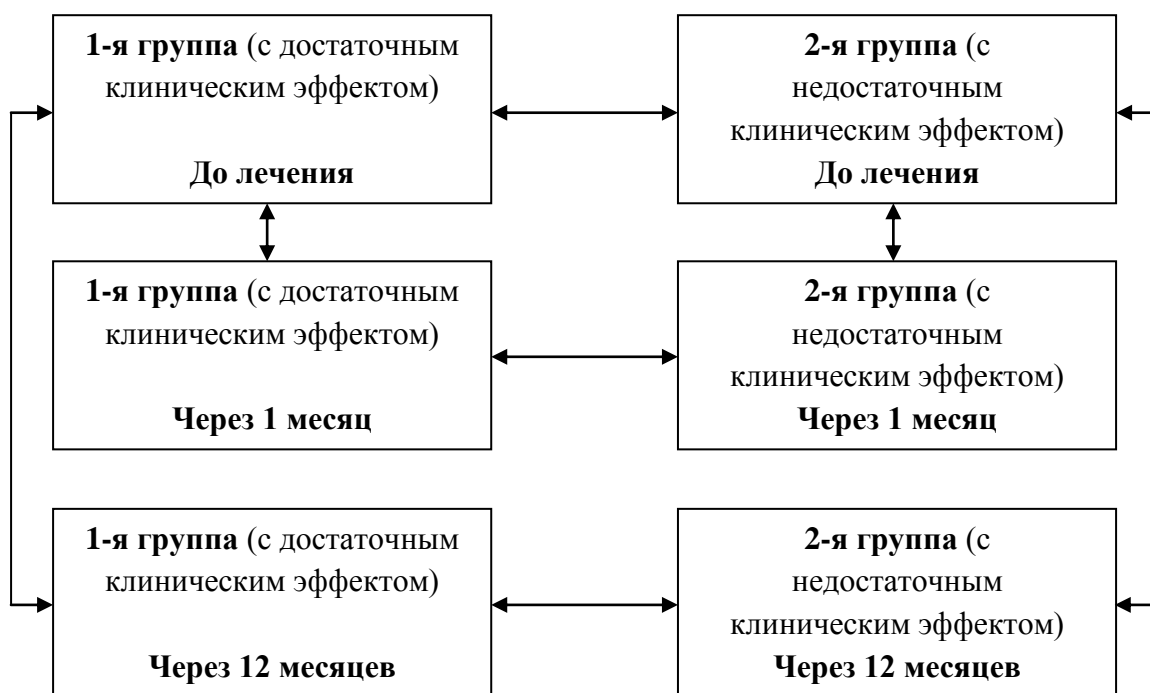 1-я группа (с достаточным
клиническим эффектом)
До лечения
2-я группа (с
недостаточным
клиническим эффектом)
До лечения
1-я группа (с достаточным
клиническим эффектом)
Через 1 месяц
2-я группа (с
недостаточным
клиническим эффектом)
Через 1 месяц
1-я группа (с достаточным
клиническим эффектом)
Через 12 месяцев
2-я группа (с
недостаточным
клиническим эффектом)
Через 12 месяцев